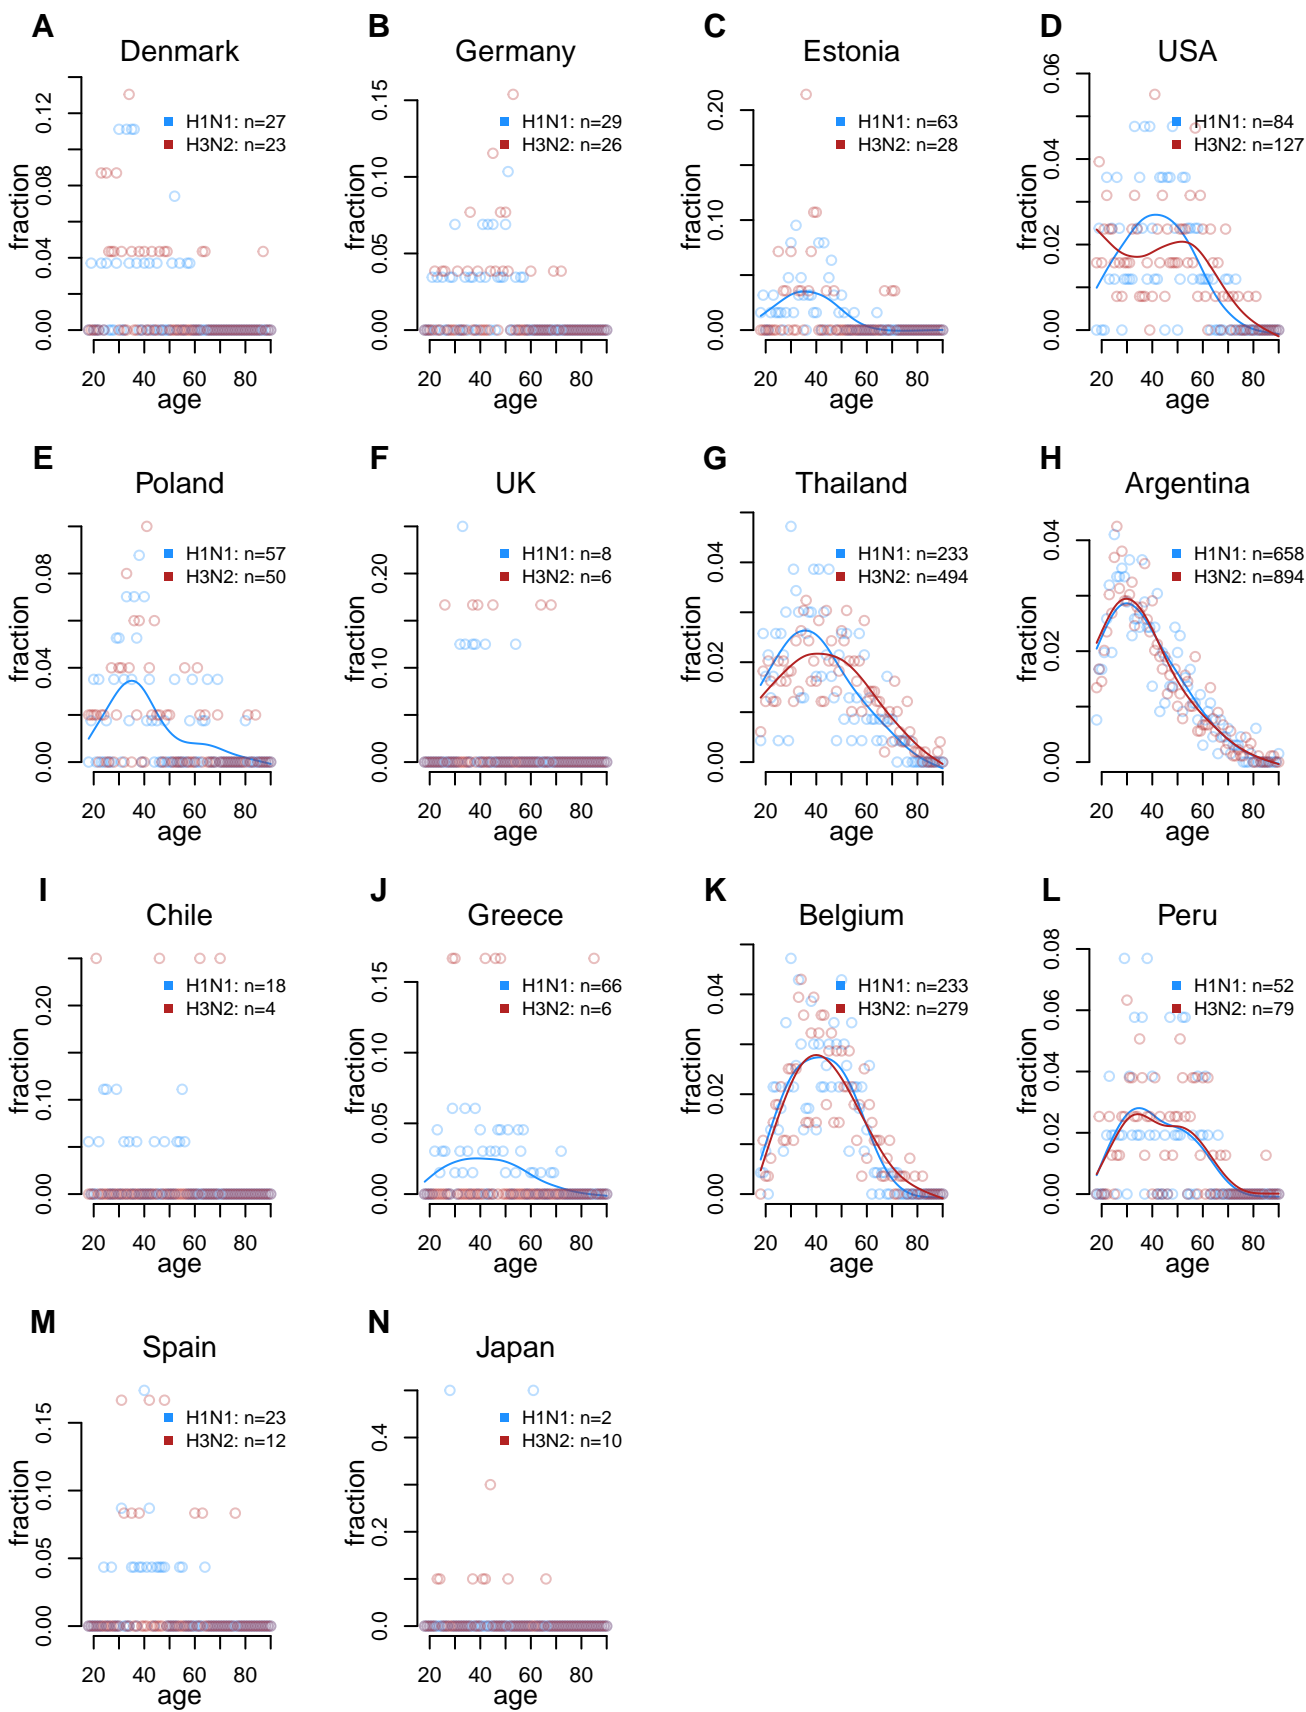 A
Denmark
fraction
0.00 0.04 0.08 0.12
H1N1: n=27
H3N2: n=23
20 40 60 80
age
B
Germany
fraction
0.00 0.05 0.10 0.15
H1N1: n=29
H3N2: n=26
20 40 60 80
age
C
Estonia
fraction
0.00 0.10 0.20
H1N1: n=63
H3N2: n=28
20 40 60 80
age
D
USA
fraction
0.00 0.02 0.04 0.06
H1N1: n=84
H3N2: n=127
20 40 60 80
age
E
Poland
fraction
0.00 0.04 0.08
H1N1: n=57
H3N2: n=50
20 40 60 80
age
F
UK
fraction
0.00 0.10 0.20
H1N1: n=8
H3N2: n=6
20 40 60 80
age
G
Thailand
fraction
0.00 0.02 0.04
H1N1: n=233
H3N2: n=494
20 40 60 80
age
H
Argentina
fraction
0.00 0.02 0.04
H1N1: n=658
H3N2: n=894
20 40 60 80
age
I
Chile
fraction
0.00 0.10 0.20
H1N1: n=18
H3N2: n=4
20 40 60 80
age
J
Greece
fraction
0.00 0.05 0.10 0.15
H1N1: n=66
H3N2: n=6
20 40 60 80
age
K
Belgium
fraction
0.00 0.02 0.04
H1N1: n=233
H3N2: n=279
20 40 60 80
age
L
Peru
fraction
0.00 0.02 0.04 0.06 0.08
H1N1: n=52
H3N2: n=79
20 40 60 80
age
M
Spain
fraction
0.00 0.05 0.10 0.15
H1N1: n=23
H3N2: n=12
20 40 60 80
age
N
Japan
fraction
0.0 0.2 0.4
H1N1: n=2
H3N2: n=10
20 40 60 80
age